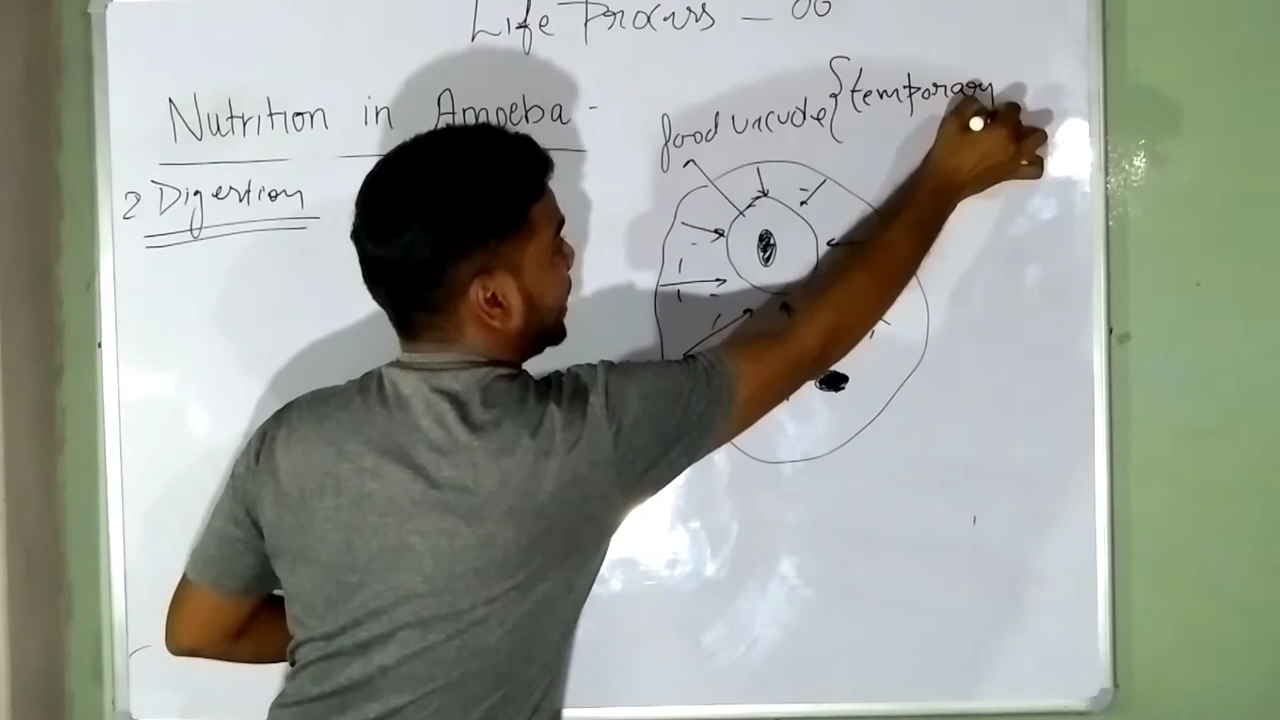 Life Process - 06
Nutrition in Amoeba -
food vacuole { temporary
2 Digestion